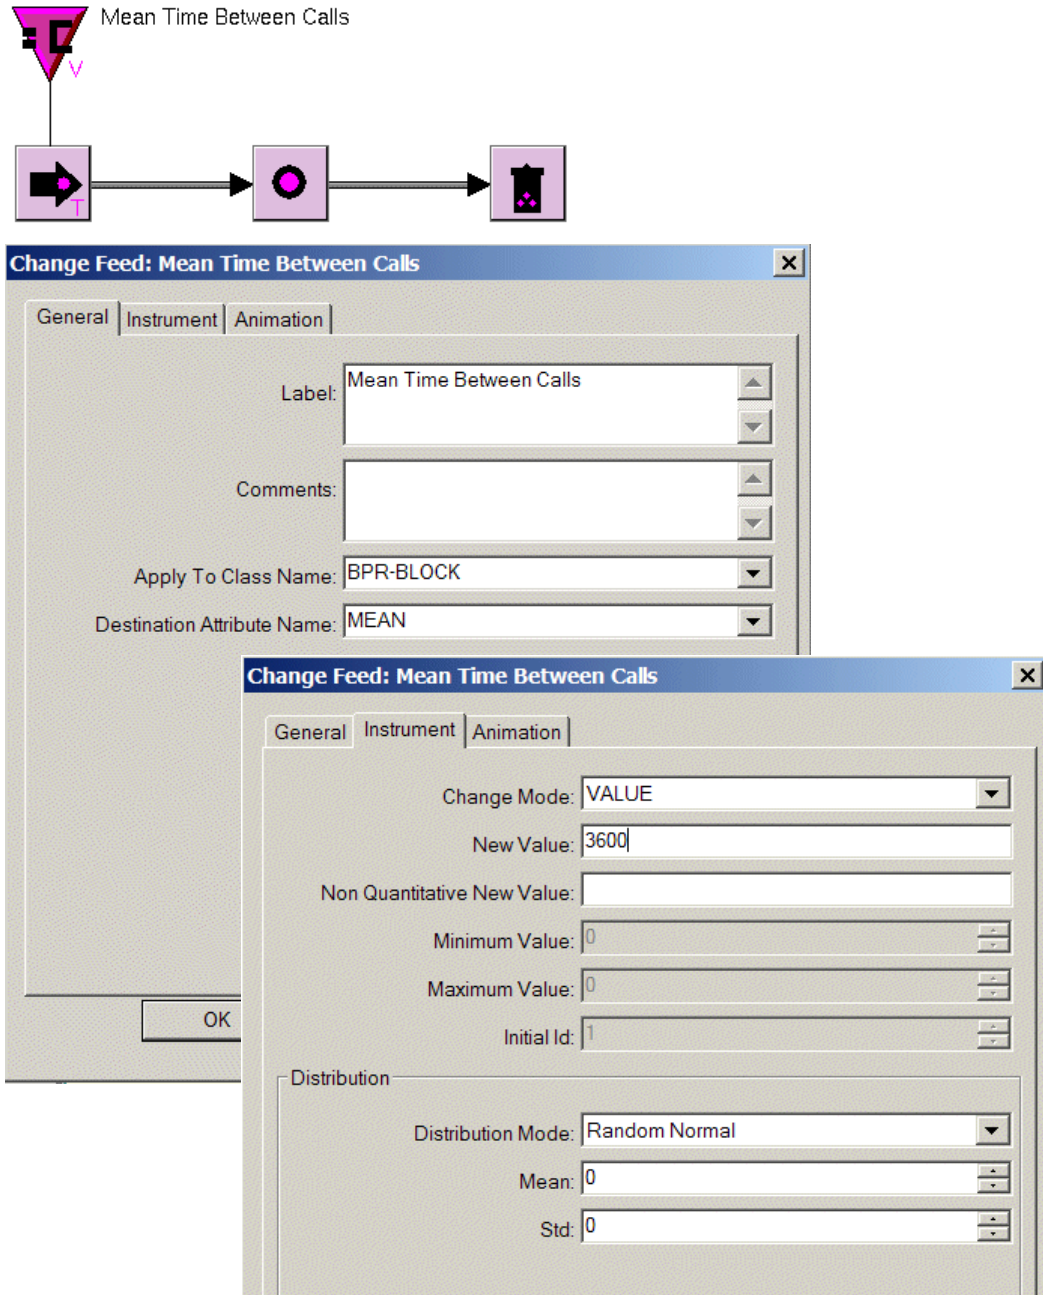 Mean Time Between Calls
V
T
Change Feed: Mean Time Between Calls
General Instrument Animation
Label: Mean Time Between Calls
Comments:
Apply To Class Name: BPR-BLOCK
Destination Attribute Name: MEAN
OK
Change Feed: Mean Time Between Calls
General Instrument Animation
Change Mode: VALUE
New Value: 3600
Non Quantitative New Value:
Minimum Value: 0
Maximum Value: 0
Initial Id: 1
Distribution
Distribution Mode: Random Normal
Mean: 0
Std: 0